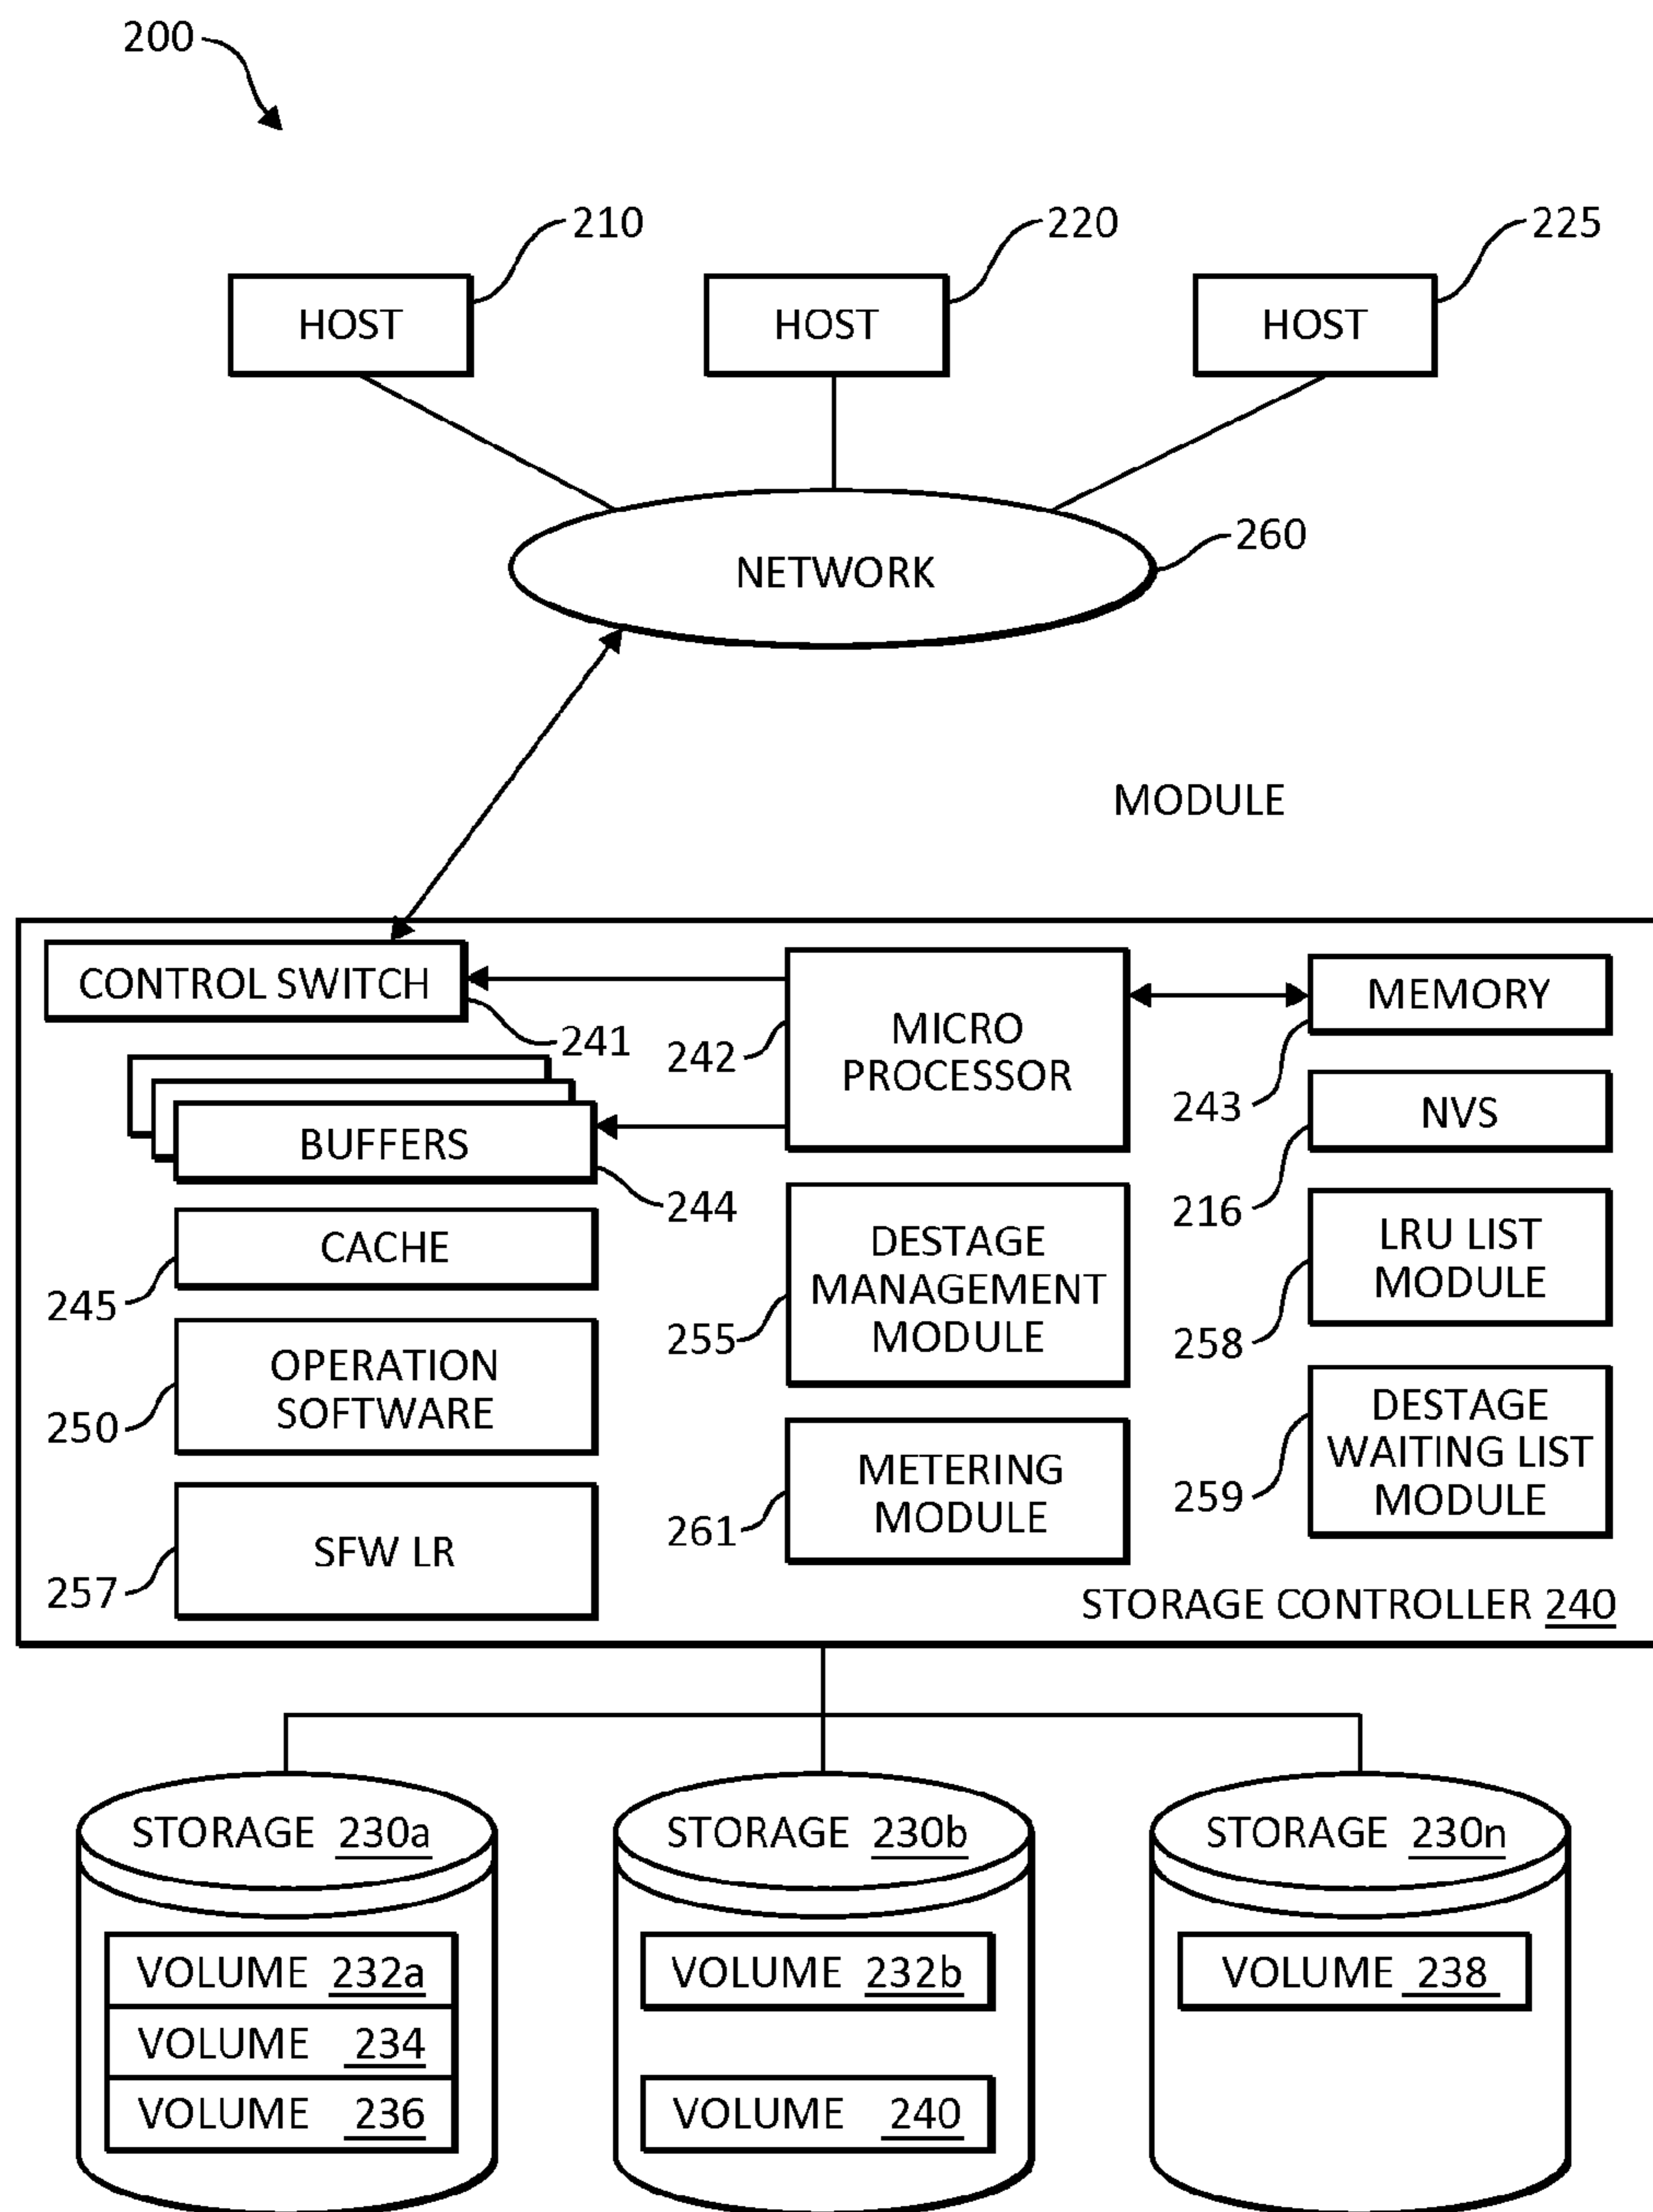 200
210
220
225
HOST
HOST
HOST
260
NETWORK
MODULE
CONTROL SWITCH
241
MICRO
PROCESSOR
242
MEMORY
243
BUFFERS
244
NVS
216
CACHE
245
DESTAGE
MANAGEMENT
MODULE
255
LRU LIST
MODULE
258
OPERATION
SOFTWARE
250
METERING
MODULE
261
DESTAGE
WAITING LIST
MODULE
259
SFW LR
257
STORAGE CONTROLLER 240
STORAGE 230a
VOLUME 232a
VOLUME 234
VOLUME 236
STORAGE 230b
VOLUME 232b
VOLUME 240
STORAGE 230n
VOLUME 238